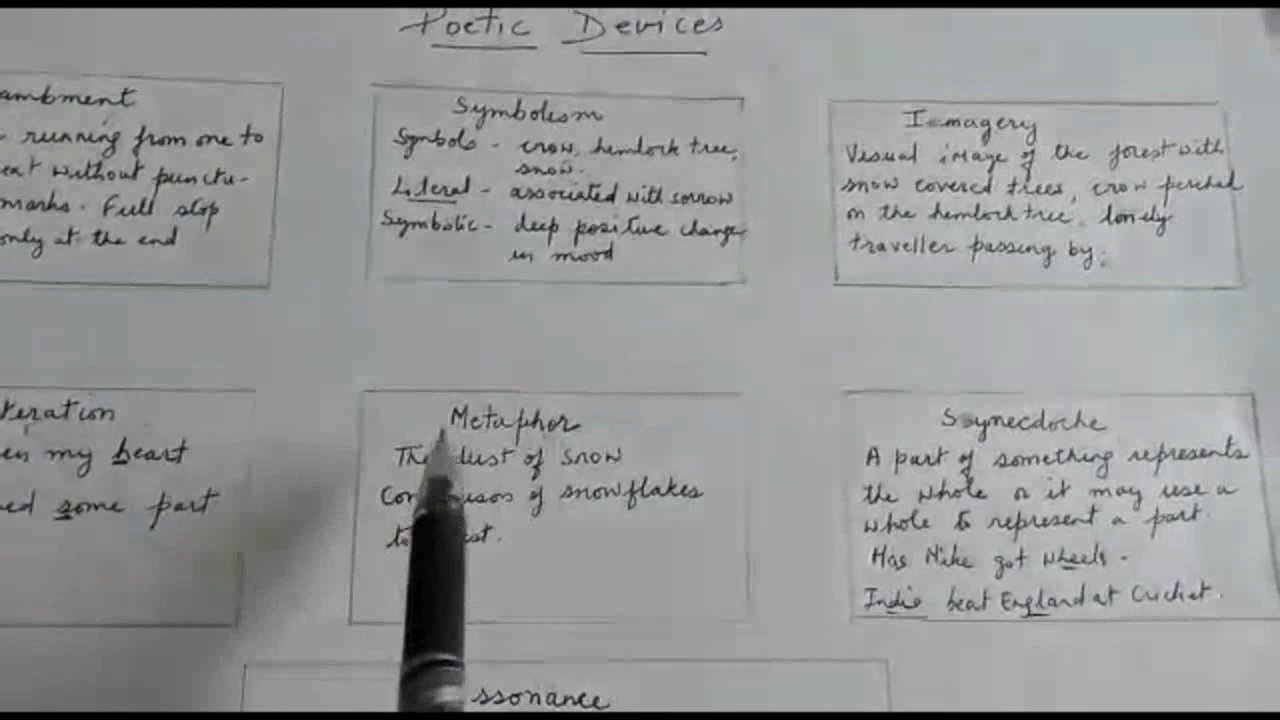 Poetic Devices
ambment
running from one to
without punctu-
marks. Full stop
only at the end
Symbolism
Symbols - crow, hemlock tree,
snow.
Literal - associated with sorrow
Symbolic - deep positive change
in mood
Imagery
Visual image of the forest with
snow covered trees, crow perched
on the hemlock tree, lonely
traveller passing by.
teration
my heart
ed some part
Metaphor
dust of snow
of snowflakes
Synecdoche
A part of something represents
the whole or it may use a
whole to represent a part.
Has Nike got wheels.
India beat England at Cricket.
ssonance